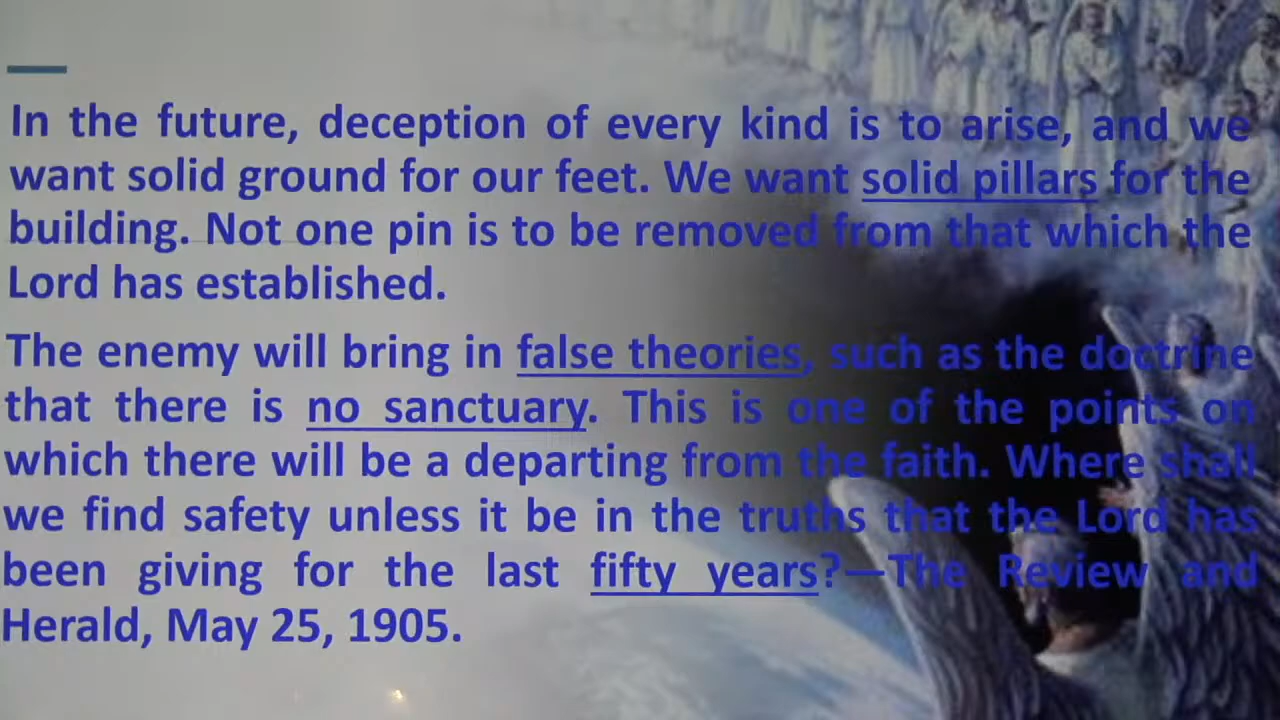 In the future, deception of every kind is to arise, and we
want solid ground for our feet. We want solid pillars for the
building. Not one pin is to be removed from that which the
Lord has established.
The enemy will bring in false theories, such as the doctrine
that there is no sanctuary. This is one of the points on
which there will be a departing from the faith. Where shall
we find safety unless it be in the truths that the Lord has
been giving for the last fifty years?—The Review and
Herald, May 25, 1905.